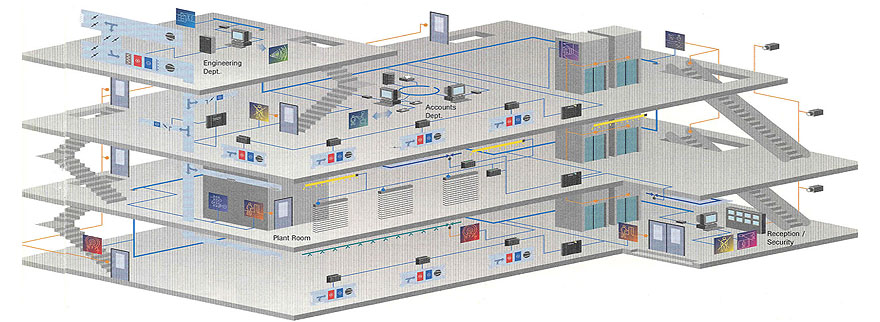 Engineering
Dept.
Accounts
Dept.
Plant Room
Reception /
Security